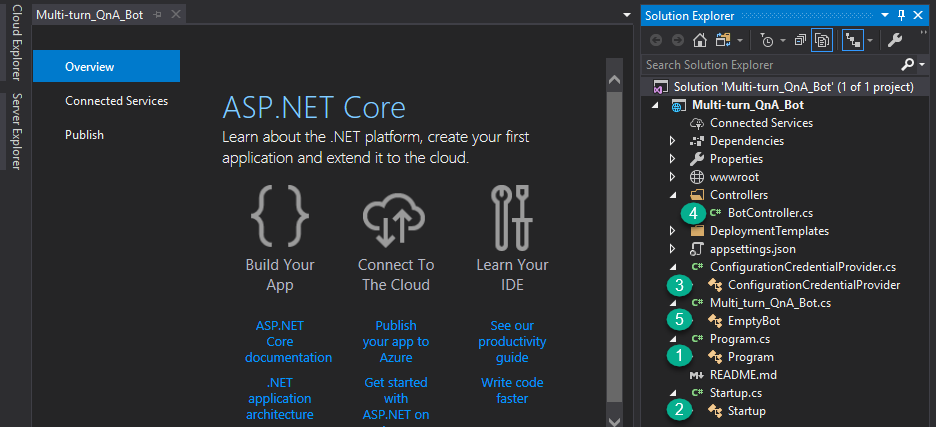 Cloud Explorer
Server Explorer
Multi-turn_QnA_Bot
Overview
Connected Services
Publish
ASP.NET Core
Learn about the .NET platform, create your first
application and extend it to the cloud.
Build Your
App
Connect To
The Cloud
Learn Your
IDE
ASP.NET
Core
documentation
Publish
your app to
Azure
See our
productivity
guide
.NET
application
architecture
Get started
with
ASP.NET on
Write code
faster
Solution Explorer
Search Solution Explorer
Solution 'Multi-turn_QnA_Bot' (1 of 1 project)
Multi-turn_QnA_Bot
Connected Services
Dependencies
Properties
wwwroot
Controllers
4 C# BotController.cs
DeploymentTemplates
appsettings.json
C# ConfigurationCredentialProvider.cs
3 ConfigurationCredentialProvider
C# Multi_turn_QnA_Bot.cs
5 EmptyBot
C# Program.cs
1 Program
M README.md
C# Startup.cs
2 Startup